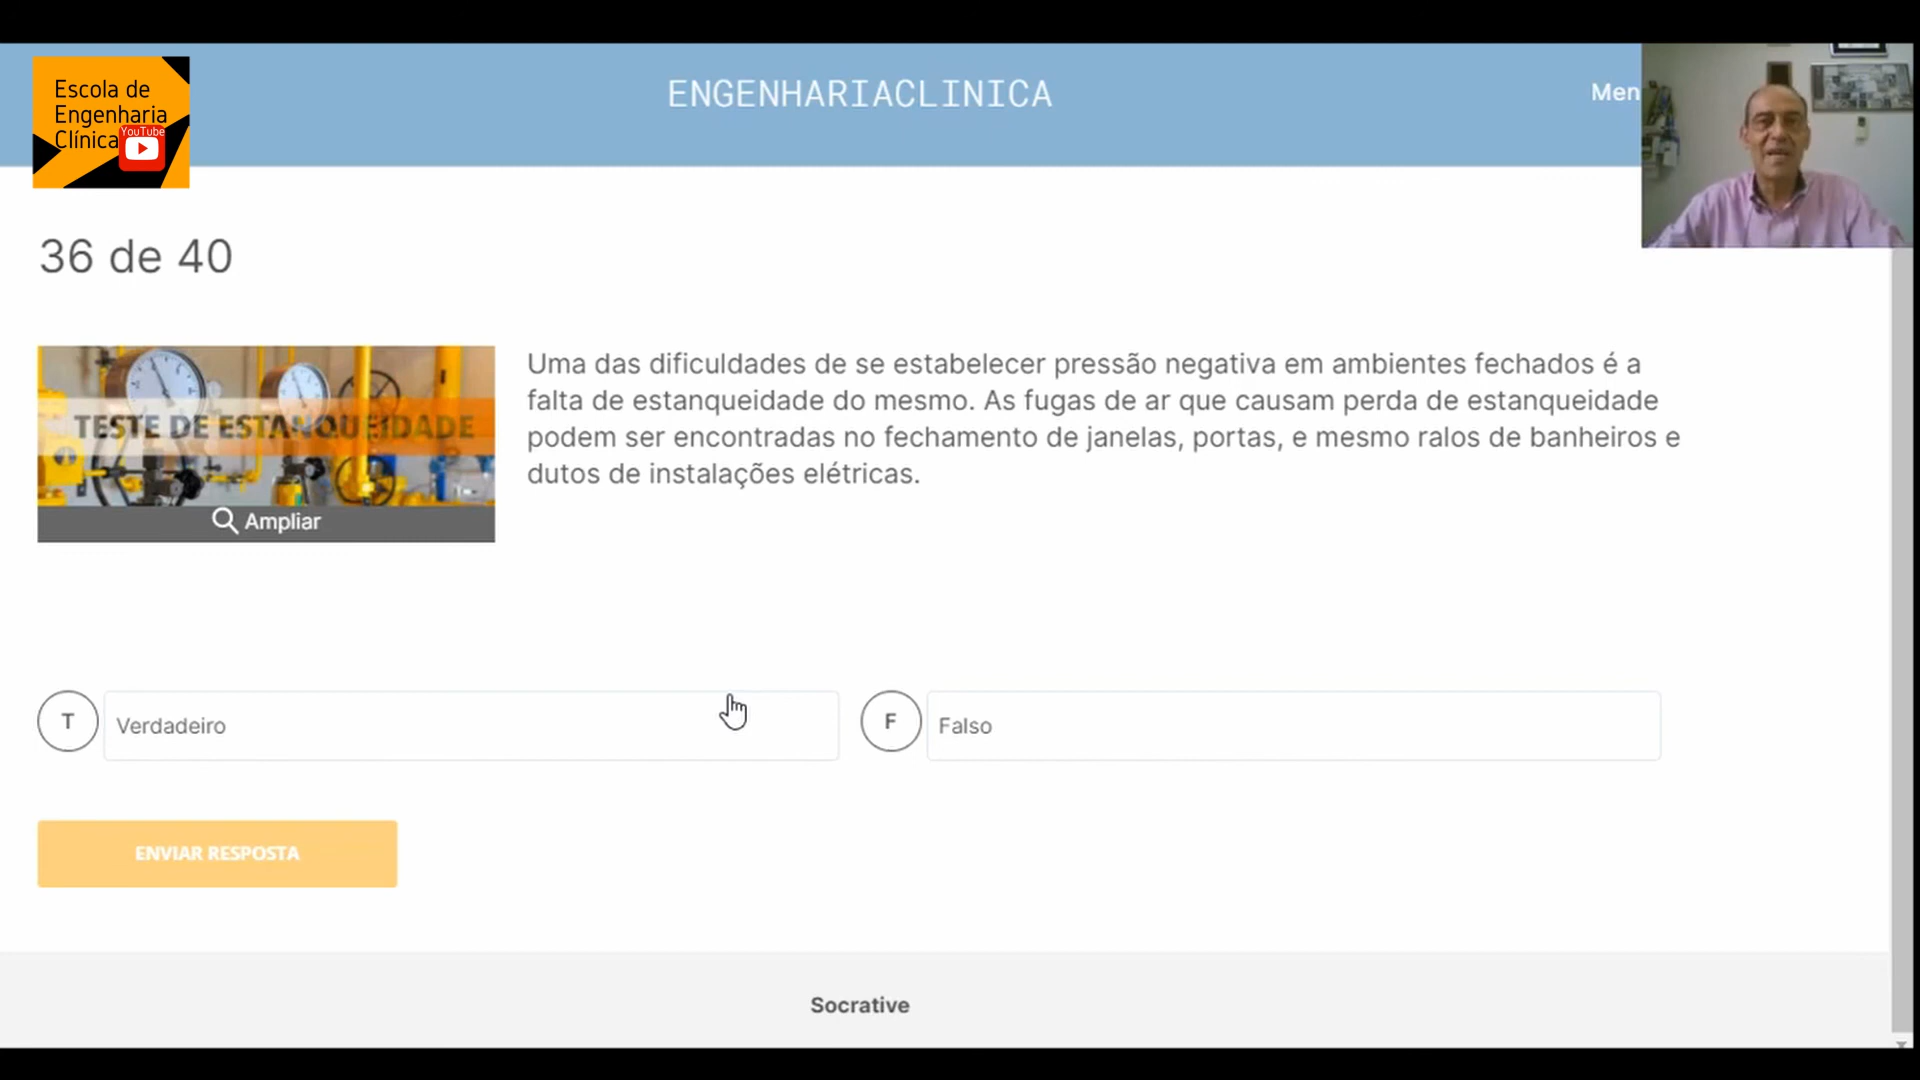 Escola de
Engenharia
Clínica
YouTube
ENGENHARIACLINICA
Men
36 de 40
TESTE DE ESTANQUEIDADE
Ampliar
Uma das dificuldades de se estabelecer pressão negativa em ambientes fechados é a
falta de estanqueidade do mesmo. As fugas de ar que causam perda de estanqueidade
podem ser encontradas no fechamento de janelas, portas, e mesmo ralos de banheiros e
dutos de instalações elétricas.
T Verdadeiro
F Falso
ENVIAR RESPOSTA
Socrative